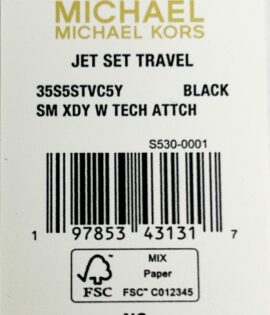 MICHAEL
MICHAEL KORS
JET SET TRAVEL
35S5STVC5Y BLACK
SM XDY W TECH ATTCH
S530-0001
1 97853 43131 7
FSC
MIX
Paper
FSC™ C012345